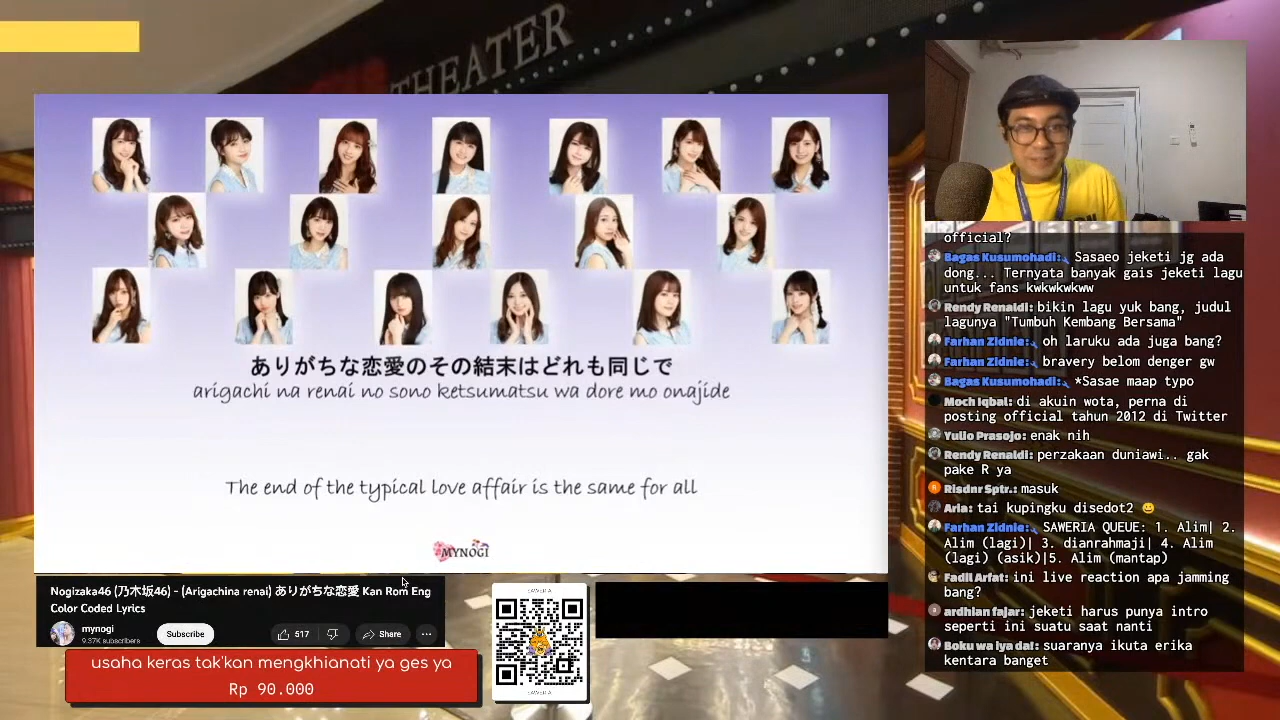 THEATER
ありがちな恋愛のその結末はどれも同じで
arigachi na renai no sono ketsumatsu wa dore mo onajide
The end of the typical love affair is the same for all
MYNOGI
Nogizaka46 (乃木坂46) - (Arigachina renai) ありがちな恋愛 Kan Rom Eng
Color Coded Lyrics
mynogi
9.37K subscribers
Subscribe
517
Share
usaha keras tak'kan mengkhianati ya ges ya
Rp 90.000
SAWERIA
SAWERIA
official?
Bagas Kusumohadi: Sasaeo jeketi jg ada
dong... Ternyata banyak gais jeketi lagu
untuk fans kwkwkwkww
Rendy Renaldi: bikin lagu yuk bang, judul
lagunya "Tumbuh Kembang Bersama"
Farhan Zidnie: oh laruku ada juga bang?
Farhan Zidnie: bravery belom denger gw
Bagas Kusumohadi: *Sasae maap typo
Moch Iqbal: di akuin wota, perna di
posting official tahun 2012 di Twitter
Yulio Prasojo: enak nih
Rendy Renaldi: perzakaan duniawi.. gak
pake R ya
Risdnr Sptr.: masuk
Aria: tai kupingku disedot2 😀
Farhan Zidnie: SAWERIA QUEUE: 1. Alim| 2.
Alim (lagi)| 3. dianrahmaji| 4. Alim
(lagi) (asik)|5. Alim (mantap)
Fadil Arfat: ini live reaction apa jamming
bang?
ardhian fajar: jeketi harus punya intro
seperti ini suatu saat nanti
Boku wa iya da!: suaranya ikuta erika
kentara banget